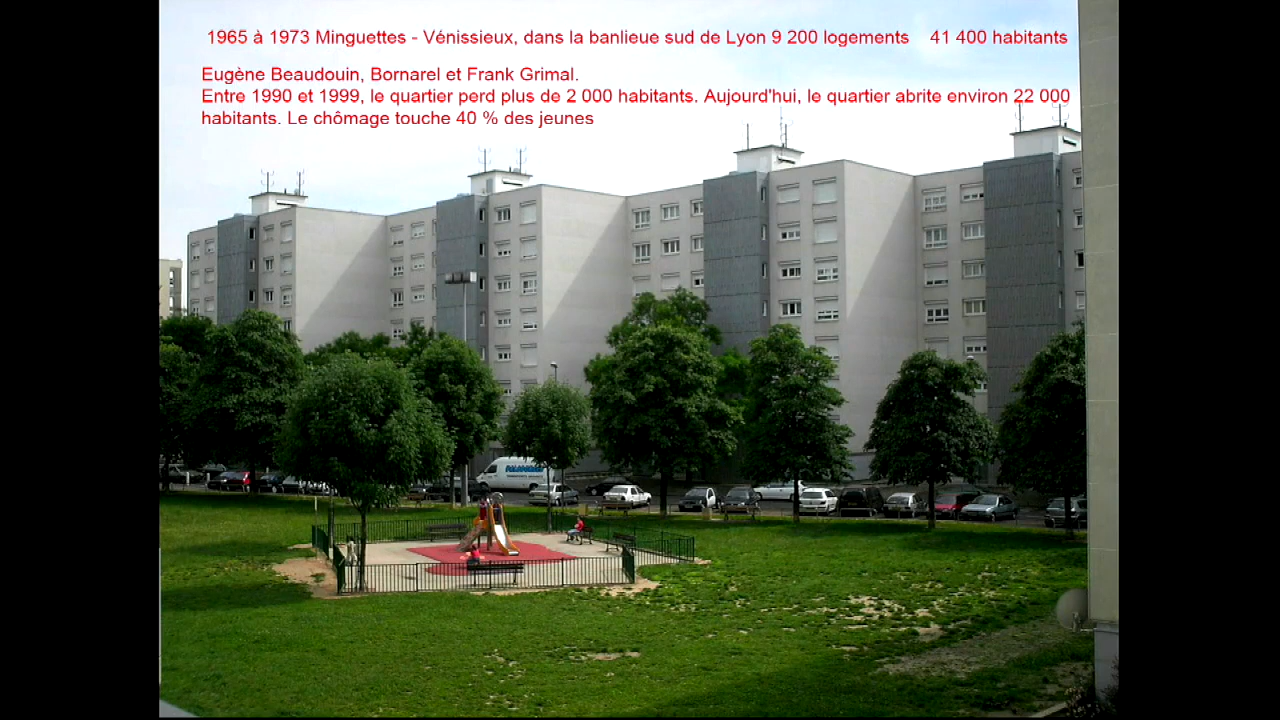 1965 à 1973 Minguettes - Vénissieux, dans la banlieue sud de Lyon 9 200 logements 41 400 habitants
Eugène Beaudouin, Bornarel et Frank Grimal.
Entre 1990 et 1999, le quartier perd plus de 2 000 habitants. Aujourd'hui, le quartier abrite environ 22 000
habitants. Le chômage touche 40 % des jeunes